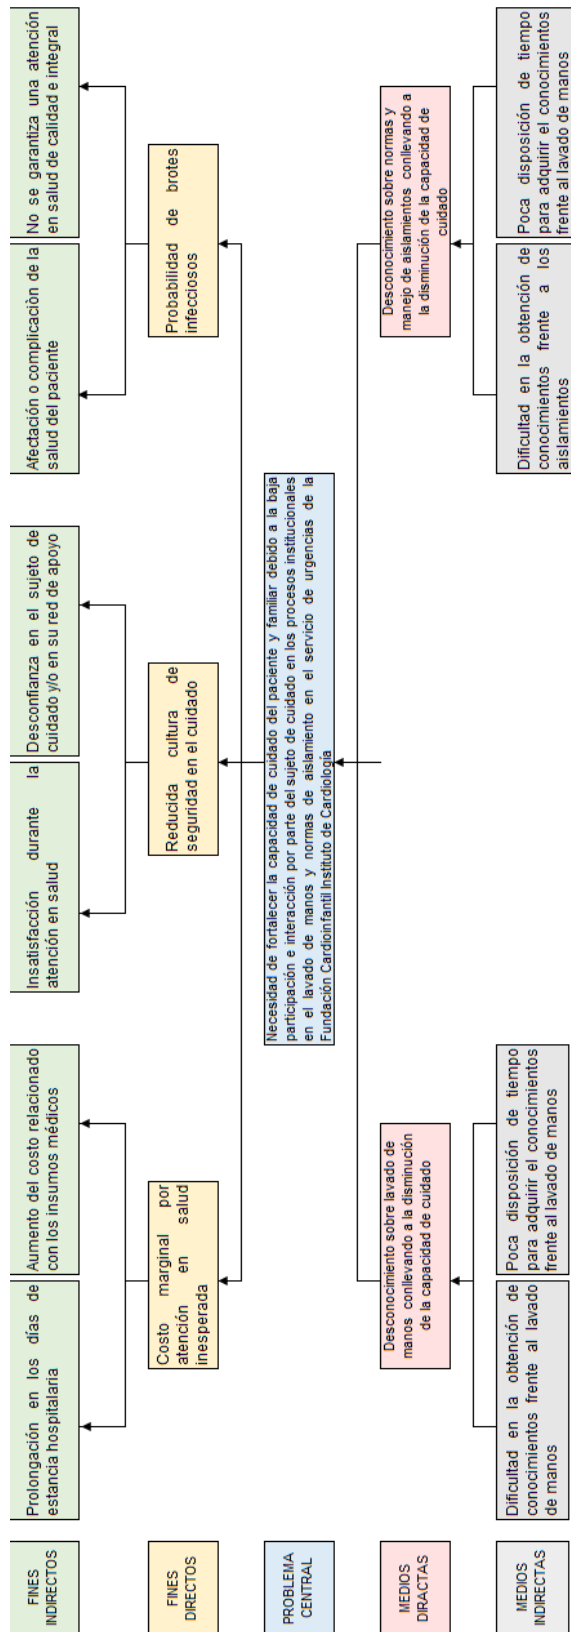 FINES
INDIRECTOS
Prolongación en los días de
estancia hospitalaria
Aumento del costo relacionado
con los insumos médicos
Insatisfacción durante la
atención en salud
Desconfianza en el sujeto de
cuidado y/o en su red de apoyo
Afectación o complicación de la
salud del paciente
No se garantiza una atención
en salud de calidad e integral
FINES
DIRECTOS
Costo marginal por
atención en salud
inesperada
Reducida cultura de
seguridad en el cuidado
Probabilidad de brotes
infecciosos
PROBLEMA
CENTRAL
Necesidad de fortalecer la capacidad de cuidado del paciente y familiar debido a la baja
participación e interacción por parte del sujeto de cuidado en los procesos institucionales
en el lavado de manos y normas de aislamiento en el servicio de urgencias de la
Fundación Cardioinfantil Instituto de Cardiología
MEDIOS
DIRACTAS
Desconocimiento sobre lavado de
manos conllevando a la disminución
de la capacidad de cuidado
Desconocimiento sobre normas y
manejo de aislamientos conllevando a
la disminución de la capacidad de
cuidado
MEDIOS
INDIRECTAS
Dificultad en la obtención de
conocimientos frente al lavado
de manos
Poca disposición de tiempo
para adquirir el conocimientos
frente al lavado de manos
Dificultad en la obtención de
conocimientos frente a los
aislamientos
Poca disposición de tiempo
para adquirir el conocimientos
frente al lavado de manos